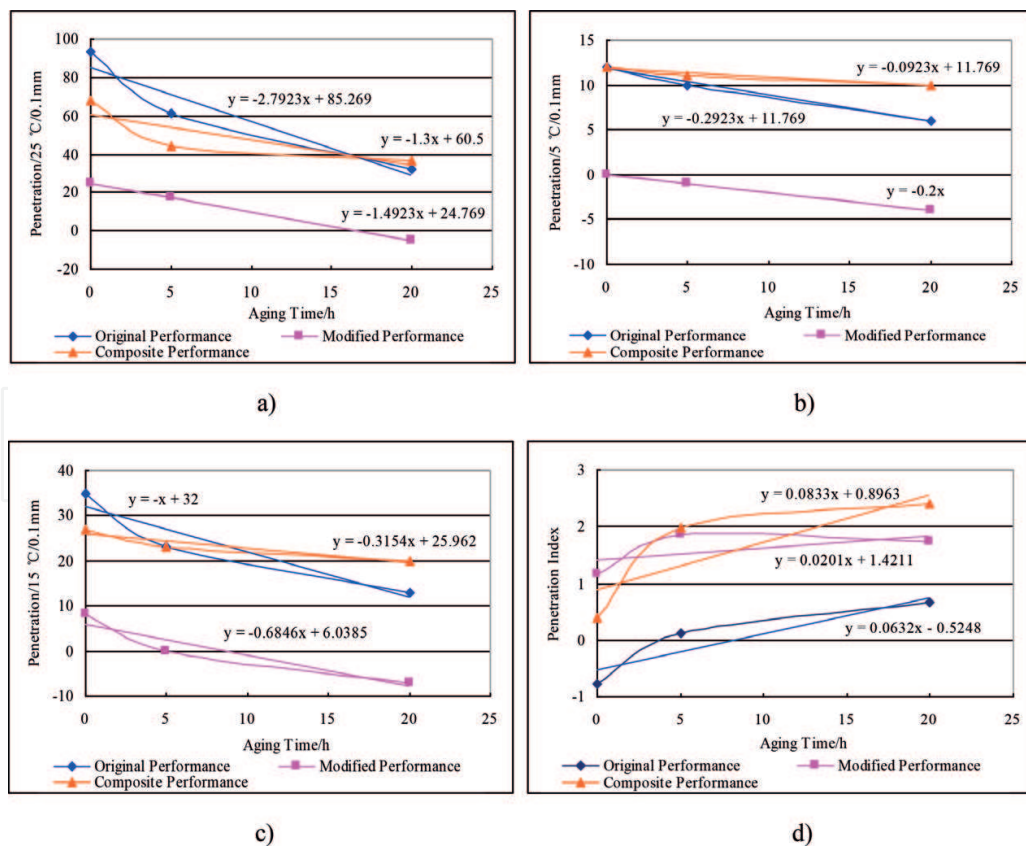 100
80
60
40
20
0
-20
Penetration/25 ℃/0.1mm
y = -2.7923x + 85.269
y = -1.3x + 60.5
y = -1.4923x + 24.769
0 5 10 15 20 25
Aging Time/h
Original Performance Modified Performance
Composite Performance
a)
15
10
5
0
-5
-10
Penetration/5 ℃/0.1mm
y = -0.0923x + 11.769
y = -0.2923x + 11.769
y = -0.2x
0 5 10 15 20 25
Aging Time/h
Original Performance Modified Performance
Composite Performance
b)
40
30
20
10
0
-10
Penetration/15 ℃/0.1mm
y = -x + 32
y = -0.3154x + 25.962
y = -0.6846x + 6.0385
0 5 10 15 20 25
Aging Time/h
Original Performance Modified Performance
Composite Performance
c)
3
2
1
0
-1
Penetration Index
y = 0.0833x + 0.8963
y = 0.0201x + 1.4211
y = 0.0632x - 0.5248
0 5 10 15 20 25
Aging Time/h
Original Performance Modified Performance
Composite Performance
d)